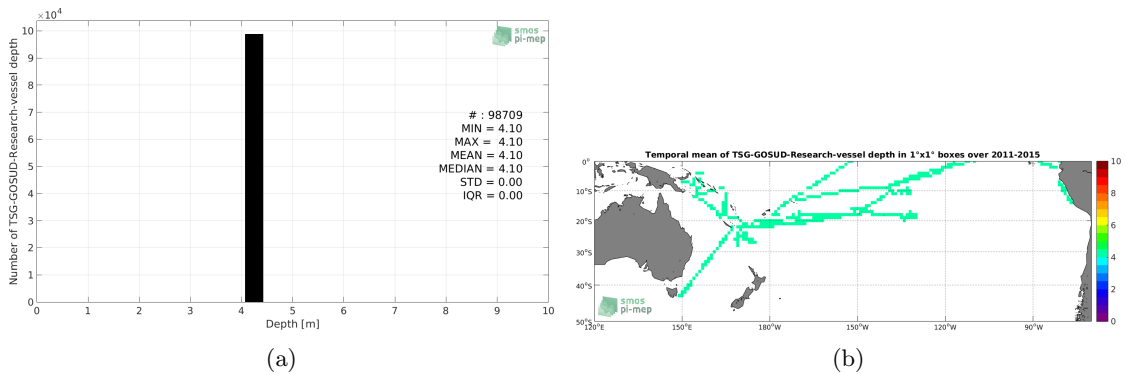 ×10⁴
10
9
8
7
6
5
4
3
2
1
0
Number of TSG-GOSUD-Research-vessel depth
smos
pi-mep
# : 98709
MIN = 4.10
MAX = 4.10
MEAN = 4.10
MEDIAN = 4.10
STD = 0.00
IQR = 0.00
0 1 2 3 4 5 6 7 8 9 10
Depth [m]
(a)
Temporal mean of TSG-GOSUD-Research-vessel depth in 1°x1° boxes over 2011-2015
0°
10°S
20°S
30°S
40°S
50°S
smos
pi-mep
120°E 150°E 180°W 150°W 120°W 90°W
10
8
6
4
2
0
(b)